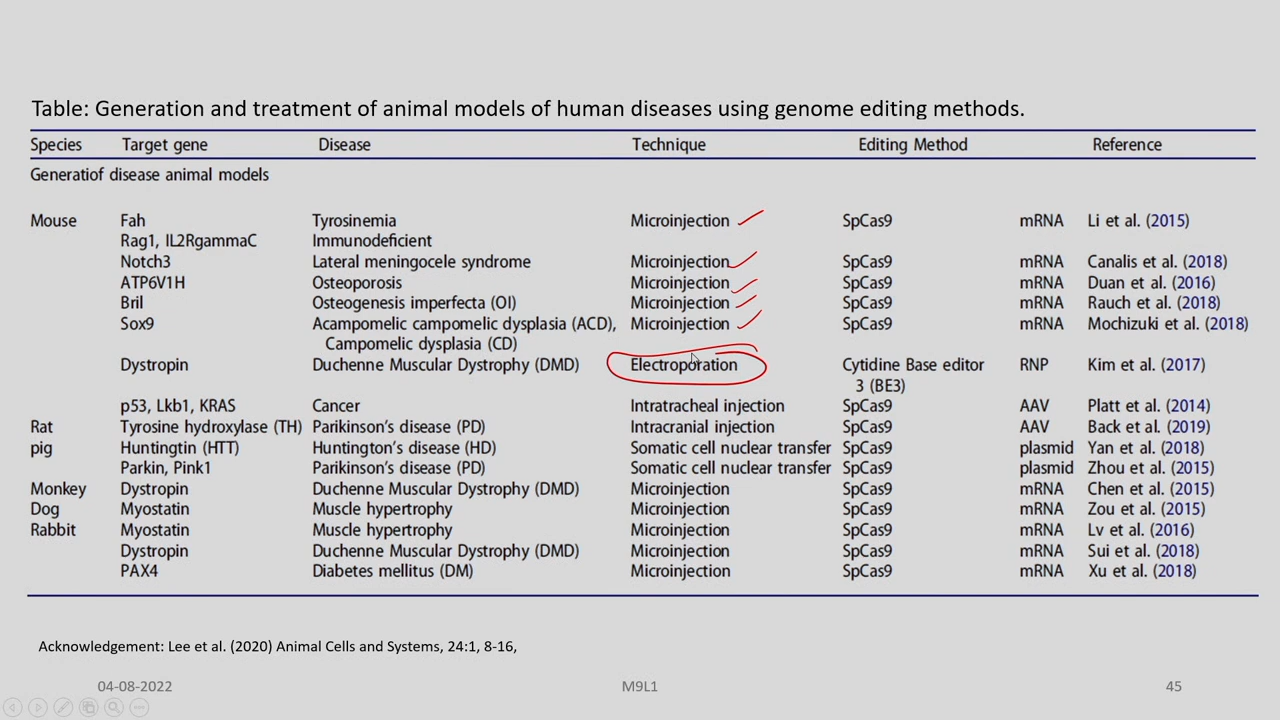 Table: Generation and treatment of animal models of human diseases using genome editing methods.
Species Target gene Disease Technique Editing Method Reference
Generatiof disease animal models
Mouse Fah Tyrosinemia Microinjection SpCas9 mRNA Li et al. (2015)
Rag1, IL2RgammaC Immunodeficient
Notch3 Lateral meningocele syndrome Microinjection SpCas9 mRNA Canalis et al. (2018)
ATP6V1H Osteoporosis Microinjection SpCas9 mRNA Duan et al. (2016)
Bril Osteogenesis imperfecta (OI) Microinjection SpCas9 mRNA Rauch et al. (2018)
Sox9 Acampomelic campomelic dysplasia (ACD), Microinjection SpCas9 mRNA Mochizuki et al. (2018)
Campomelic dysplasia (CD)
Dystropin Duchenne Muscular Dystrophy (DMD) Electroporation Cytidine Base editor RNP Kim et al. (2017)
3 (BE3)
p53, Lkb1, KRAS Cancer Intratracheal injection SpCas9 AAV Platt et al. (2014)
Rat Tyrosine hydroxylase (TH) Parikinson's disease (PD) Intracranial injection SpCas9 AAV Back et al. (2019)
pig Huntingtin (HTT) Huntington's disease (HD) Somatic cell nuclear transfer SpCas9 plasmid Yan et al. (2018)
Parkin, Pink1 Parikinson's disease (PD) Somatic cell nuclear transfer SpCas9 plasmid Zhou et al. (2015)
Monkey Dystropin Duchenne Muscular Dystrophy (DMD) Microinjection SpCas9 mRNA Chen et al. (2015)
Dog Myostatin Muscle hypertrophy Microinjection SpCas9 mRNA Zou et al. (2015)
Rabbit Myostatin Muscle hypertrophy Microinjection SpCas9 mRNA Lv et al. (2016)
Dystropin Duchenne Muscular Dystrophy (DMD) Microinjection SpCas9 mRNA Sui et al. (2018)
PAX4 Diabetes mellitus (DM) Microinjection SpCas9 mRNA Xu et al. (2018)
Acknowledgement: Lee et al. (2020) Animal Cells and Systems, 24:1, 8-16,
04-08-2022 M9L1 45